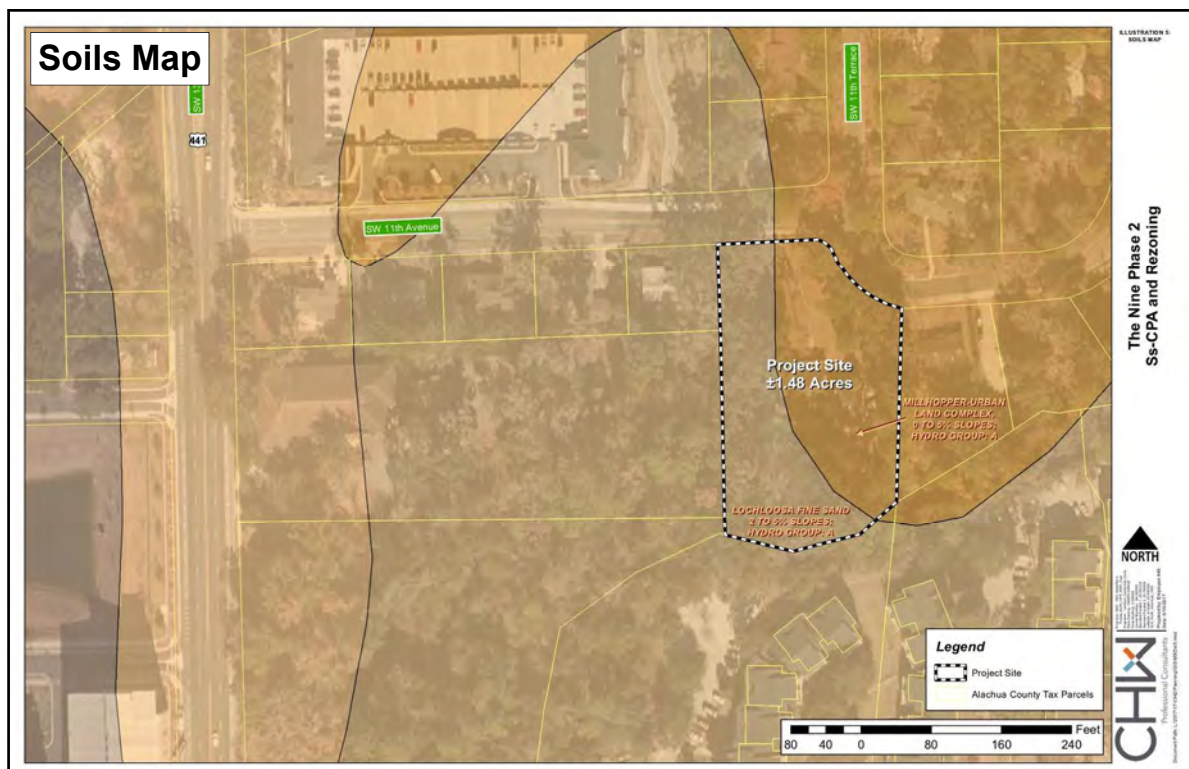 Soils Map
ILLUSTRATION 5:
SOILS MAP
SW 13
441
SW 11th Terrace
SW 11th Avenue
The Nine Phase 2
Ss-CPA and Rezoning
Project Site
±1.48 Acres
MILLHOPPER-URBAN
LAND COMPLEX,
0 TO 5% SLOPES;
HYDRO GROUP: A
LOCHLOOSA FINE SAND
2 TO 5% SLOPES;
HYDRO GROUP: A
NORTH
Legend
Project Site
Alachua County Tax Parcels
Feet
80 40 0 80 160 240
CHW
Professional Consultants